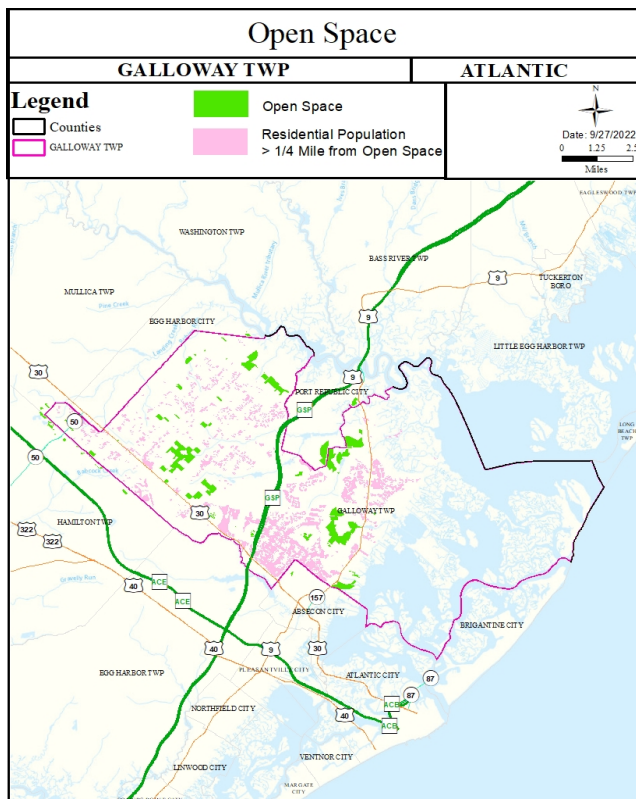 Open Space
GALLOWAY TWP
ATLANTIC
Legend
Counties
GALLOWAY TWP
Open Space
Residential Population
> 1/4 Mile from Open Space
N
Date: 9/27/2022
0 1.25 2.5
Miles
EAGLESWOOD TWP
WASHINGTON TWP
BASS RIVER TWP
9
TUCKERTON
BORO
MULLICA TWP
EGG HARBOR CITY
9
LITTLE EGG HARBOR TWP
30
9
PORT REPUBLIC CITY
GSP
50
LONG
BEACH
TWP
50
GSP
30
GALLOWAY TWP
HAMILTON TWP
322
322
40
ACE
ACE
157
ABSECON CITY
BRIGANTINE CITY
40
9
30
PLEASANTVILLE CITY
EGG HARBOR TWP
ATLANTIC CITY
87
87
NORTHFIELD CITY
40
ACBC
ACE
VENTNOR CITY
LINWOOD CITY
MARGATE
CITY